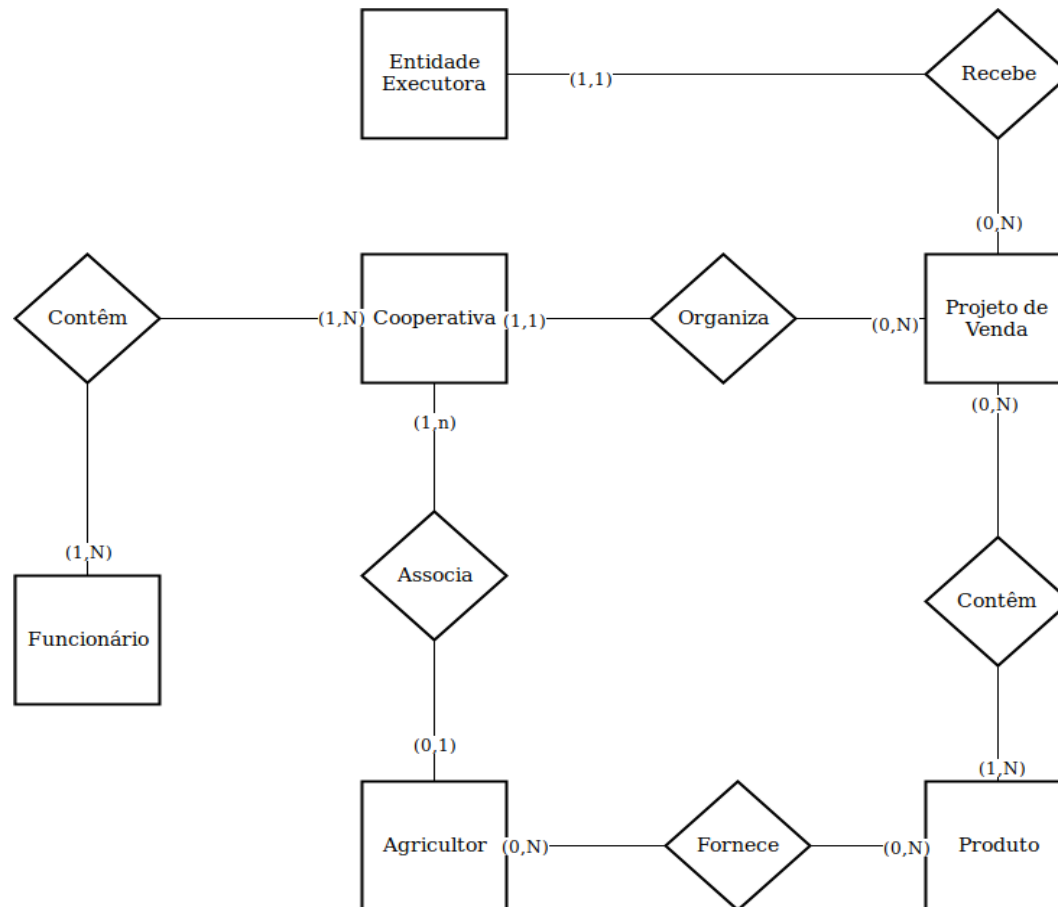 Entidade
Executora
(1,1)
Recebe
(0,N)
Contêm
(1,N)
Cooperativa
(1,1)
Organiza
(0,N)
Projeto de
Venda
(0,N)
(1,n)
(1,N)
Associa
Contêm
Funcionário
(0,1)
(1,N)
Agricultor
(0,N)
Fornece
(0,N)
Produto